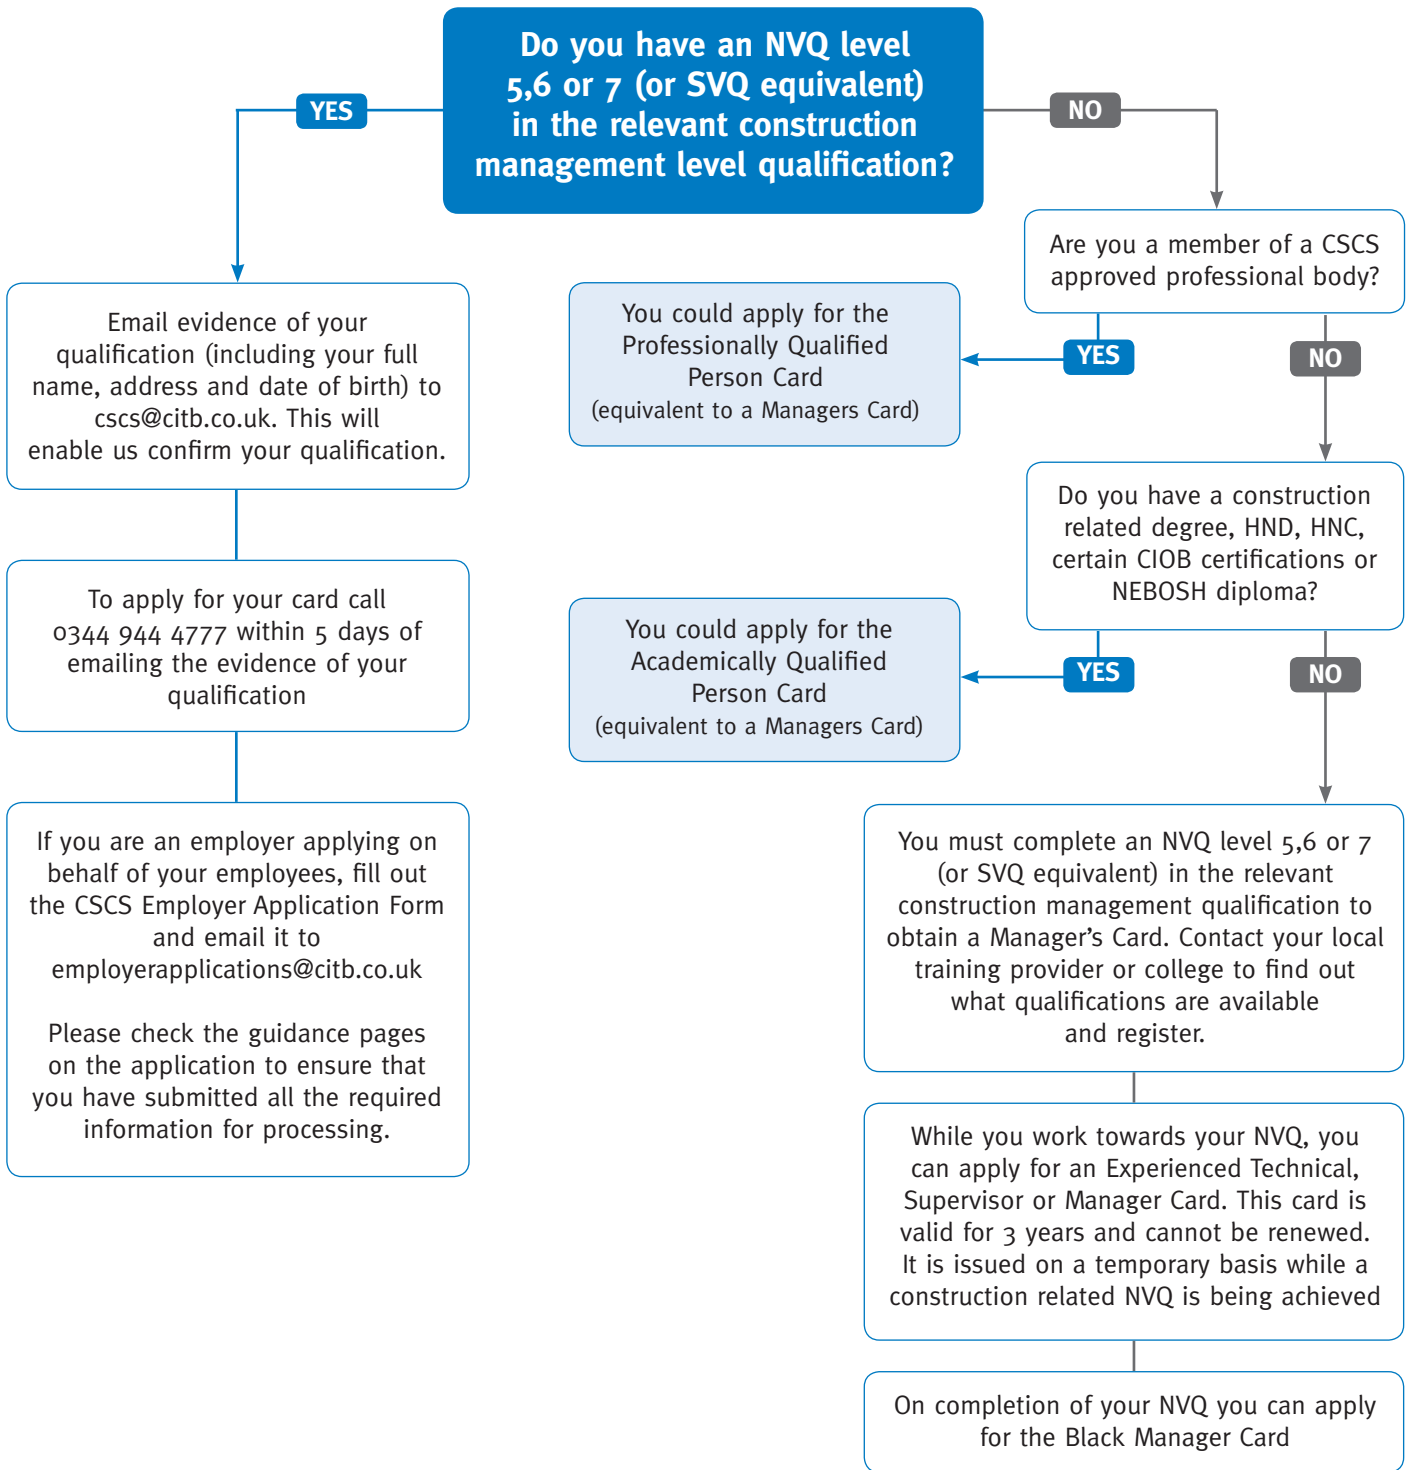 Do you have an NVQ level
5,6 or 7 (or SVQ equivalent)
in the relevant construction
management level qualification?
YES
NO
Email evidence of your
qualification (including your full
name, address and date of birth) to
cscs@citb.co.uk. This will
enable us confirm your qualification.
To apply for your card call
0344 944 4777 within 5 days of
emailing the evidence of your
qualification
If you are an employer applying on
behalf of your employees, fill out
the CSCS Employer Application Form
and email it to
employerapplications@citb.co.uk
Please check the guidance pages
on the application to ensure that
you have submitted all the required
information for processing.
Are you a member of a CSCS
approved professional body?
YES
NO
You could apply for the
Professionally Qualified
Person Card
(equivalent to a Managers Card)
Do you have a construction
related degree, HND, HNC,
certain CIOB certifications or
NEBOSH diploma?
YES
NO
You could apply for the
Academically Qualified
Person Card
(equivalent to a Managers Card)
You must complete an NVQ level 5,6 or 7
(or SVQ equivalent) in the relevant
construction management qualification to
obtain a Manager’s Card. Contact your local
training provider or college to find out
what qualifications are available
and register.
While you work towards your NVQ, you
can apply for an Experienced Technical,
Supervisor or Manager Card. This card is
valid for 3 years and cannot be renewed.
It is issued on a temporary basis while a
construction related NVQ is being achieved
On completion of your NVQ you can apply
for the Black Manager Card